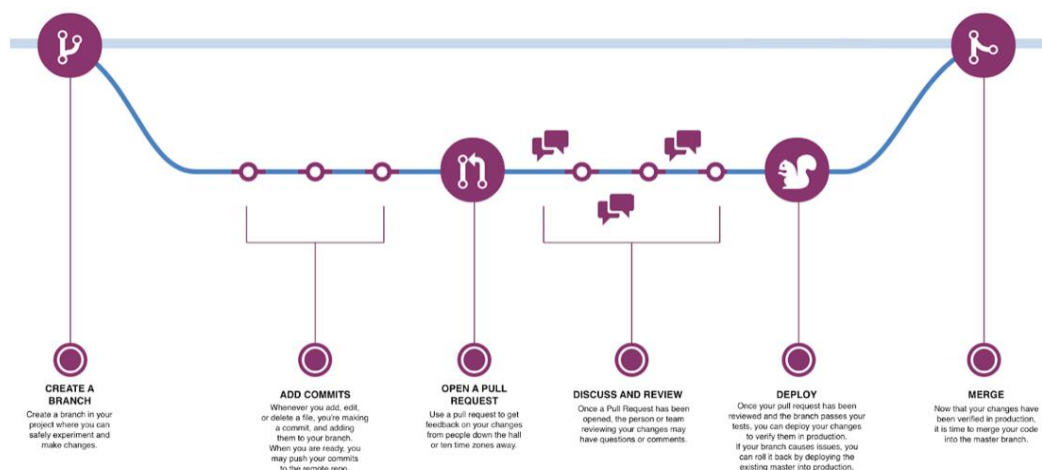 CREATE A
BRANCH
Create a branch in your
project where you can
safely experiment and
make changes.
ADD COMMITS
Whenever you add, edit,
or delete a file, you're making
a commit, and adding
them to your branch.
When you are ready, you
may push your commits
to the remote repo
OPEN A PULL
REQUEST
Use a pull request to get
feedback on your changes
from people down the hall
or ten time zones away.
DISCUSS AND REVIEW
Once a Pull Request has been
opened, the person or team
reviewing your changes may
have questions or comments.
DEPLOY
Once your pull request has been
reviewed and the branch passes your
tests, you can deploy your changes
to verify them in production.
If your branch causes issues, you
can roll it back by deploying the
existing master into production.
MERGE
Now that your changes have
been verified in production,
it is time to merge your code
into the master branch.